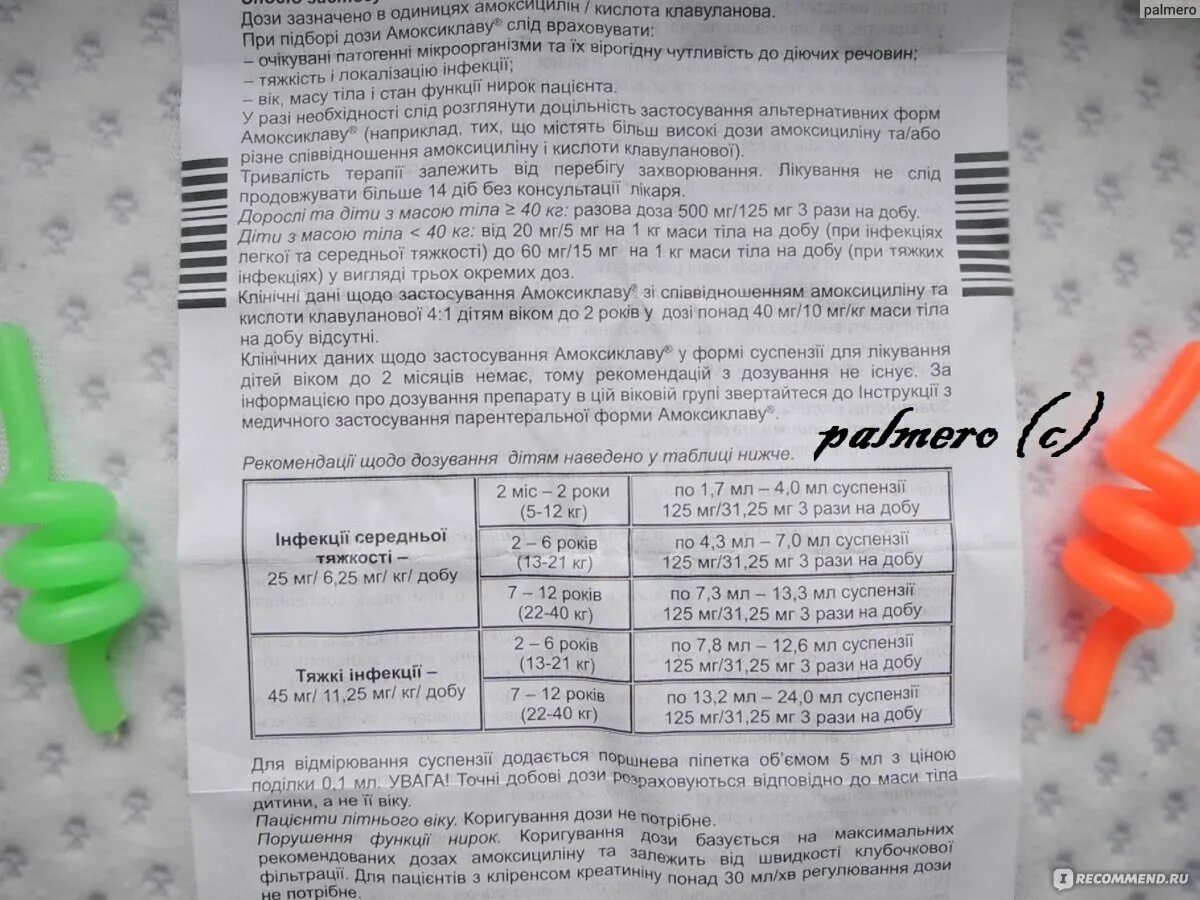 palmero
Дози зазначено в одиницях амоксицилін / кислота клавуланова.
При підборі дози Амоксиклаву® слід враховувати:
– очікувані патогенні мікроорганізми та їх вірогідну чутливість до діючих речовин;
– тяжкість і локалізацію інфекції;
– вік, масу тіла і стан функції нирок пацієнта.
У разі необхідності слід розглянути доцільність застосування альтернативних форм
Амоксиклаву® (наприклад, тих, що містять більш високі дози амоксициліну та/або
різне співвідношення амоксициліну і кислоти клавуланової).
Тривалість терапії залежить від перебігу захворювання. Лікування не слід
продовжувати більше 14 діб без консультації лікаря.
Дорослі та діти з масою тіла ≥ 40 кг: разова доза 500 мг/125 мг 3 рази на добу.
Діти з масою тіла < 40 кг: від 20 мг/5 мг на 1 кг маси тіла на добу (при інфекціях
легкої та середньої тяжкості) до 60 мг/15 мг на 1 кг маси тіла на добу (при тяжких
інфекціях) у вигляді трьох окремих доз.
Клінічні дані щодо застосування Амоксиклаву® зі співвідношенням амоксициліну та
кислоти клавуланової 4:1 дітям віком до 2 років у дозі понад 40 мг/10 мг/кг маси тіла
на добу відсутні.
Клінічних даних щодо застосування Амоксиклаву® у формі суспензії для лікування
дітей віком до 2 місяців немає, тому рекомендацій з дозування не існує. За
інформацією про дозування препарату в цій віковій групі звертайтеся до Інструкції з
медичного застосування парентеральної форми Амоксиклаву®.
palmero (c)
Рекомендації щодо дозування дітям наведено у таблиці нижче.
Інфекції середньої
тяжкості –
25 мг/ 6,25 мг/ кг/ добу
2 міс – 2 роки
(5-12 кг)
по 1,7 мл – 4,0 мл суспензії
125 мг/31,25 мг 3 рази на добу
2 – 6 років
(13-21 кг)
по 4,3 мл – 7,0 мл суспензії
125 мг/31,25 мг 3 рази на добу
7 – 12 років
(22-40 кг)
по 7,3 мл – 13,3 мл суспензії
125 мг/31,25 мг 3 рази на добу
Тяжкі інфекції –
45 мг/ 11,25 мг/ кг/ добу
2 – 6 років
(13-21 кг)
по 7,8 мл – 12,6 мл суспензії
125 мг/31,25 мг 3 рази на добу
7 – 12 років
(22-40 кг)
по 13,2 мл – 24,0 мл суспензії
125 мг/31,25 мг 3 рази на добу
Для відмірювання суспензії додається поршнева піпетка об’ємом 5 мл з ціною
поділки 0,1 мл. УВАГА! Точні добові дози розраховуються відповідно до маси тіла
дитини, а не її віку.
Пацієнти літнього віку. Коригування дози не потрібне.
Порушення функції нирок. Коригування дози базується на максимальних
рекомендованих дозах амоксициліну та залежить від швидкості клубочкової
фільтрації. Для пацієнтів з кліренсом креатиніну понад 30 мл/хв регулювання дози
не потрібне.
IRECOMMEND.RU